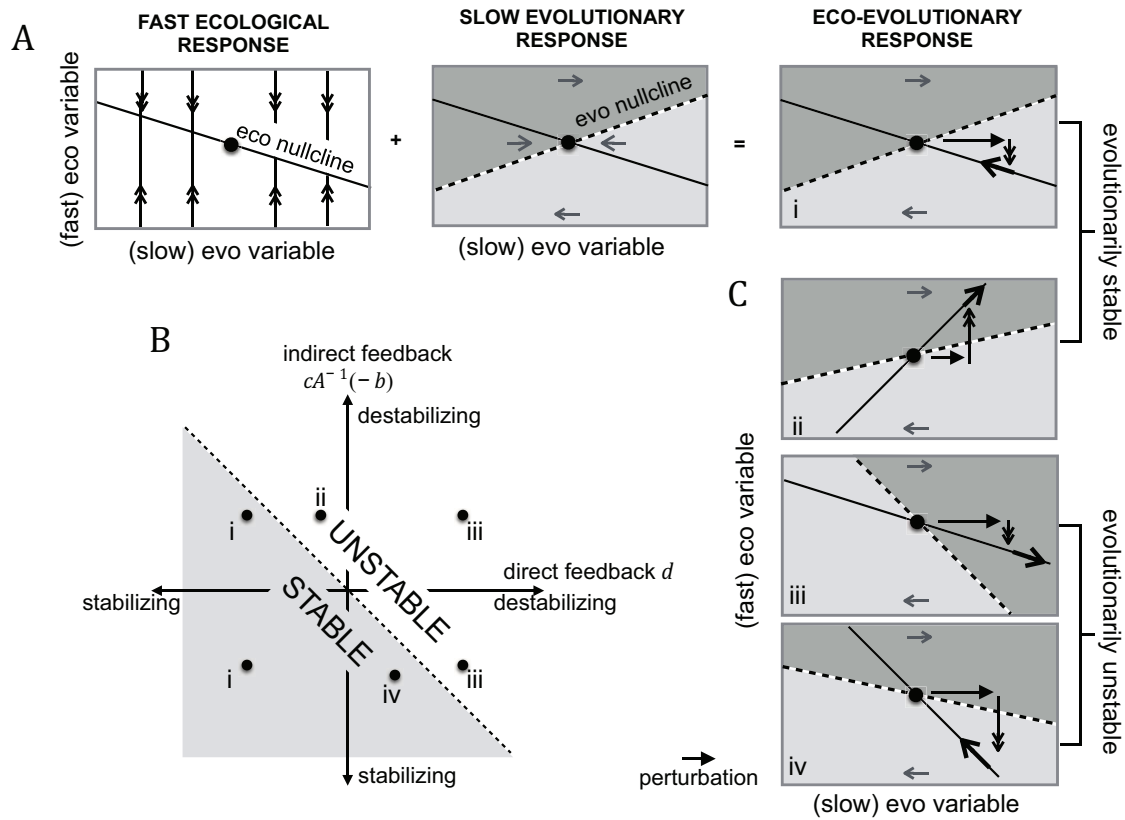 A
FAST ECOLOGICAL
RESPONSE
SLOW EVOLUTIONARY
RESPONSE
ECO-EVOLUTIONARY
RESPONSE
(fast) eco variable
eco nullcline
(slow) evo variable
+
evo nullcline
(slow) evo variable
=
i
evolutionarily stable
B
indirect feedback
cA⁻¹(−b)
destabilizing
i
ii
iii
UNSTABLE
STABLE
direct feedback d
stabilizing
destabilizing
i
iv
iii
stabilizing
perturbation
C
(fast) eco variable
ii
iii
iv
(slow) evo variable
evolutionarily unstable